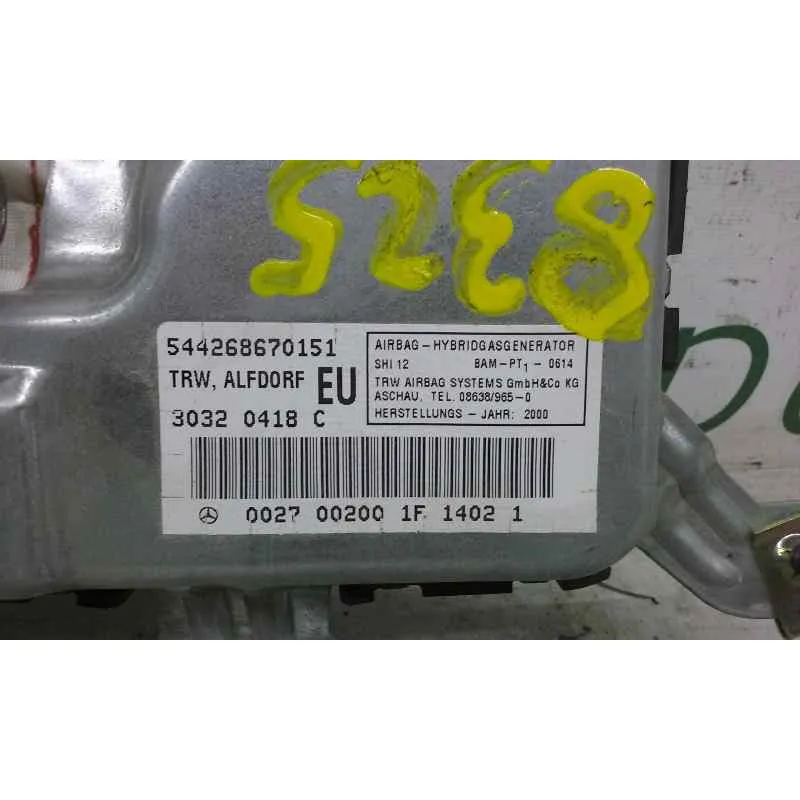 8325
544268670151
TRW, ALFDORF EU
3032 0418 C
AIRBAG-HYBRIDGASGENERATOR
SHI 12 BAM-PT1-0614
TRW AIRBAG SYSTEMS GmbH&Co KG
ASCHAU, TEL. 08638/965-0
HERSTELLUNGS-JAHR: 2000
0027 00200 1F 1402 1